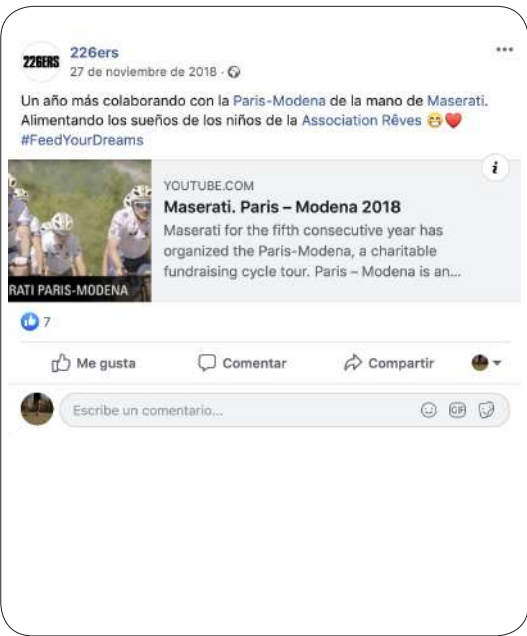 226ERS
226ers
27 de noviembre de 2018 ·
Un año más colaborando con la Paris-Modena de la mano de Maserati.
Alimentando los sueños de los niños de la Association Rêves 😁❤️
#FeedYourDreams
i
YOUTUBE.COM
Maserati. Paris – Modena 2018
Maserati for the fifth consecutive year has
organized the Paris-Modena, a charitable
fundraising cycle tour. Paris – Modena is an...
RATI PARIS-MODENA
7
Me gusta
Comentar
Compartir
Escribe un comentario...
GIF